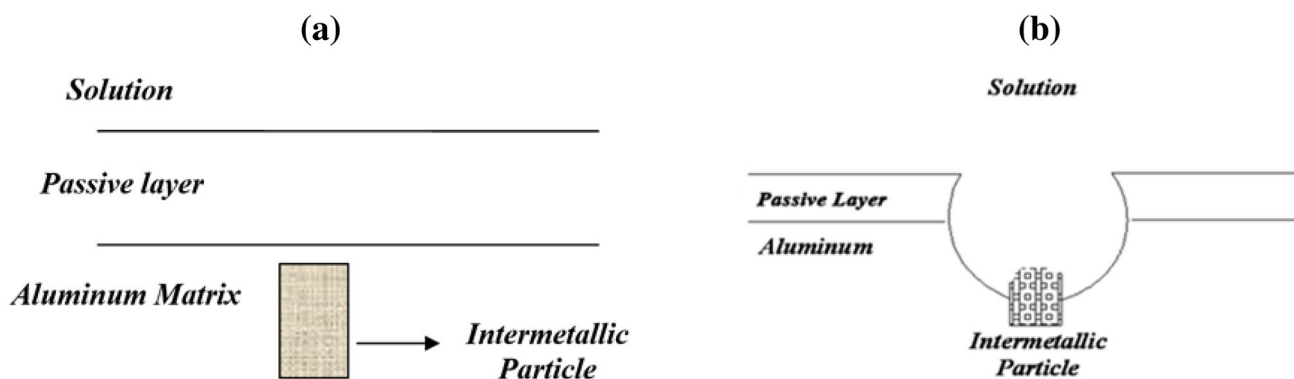 (a)
Solution
Passive layer
Aluminum Matrix
Intermetallic
Particle
(b)
Solution
Passive Layer
Aluminum
Intermetallic
Particle